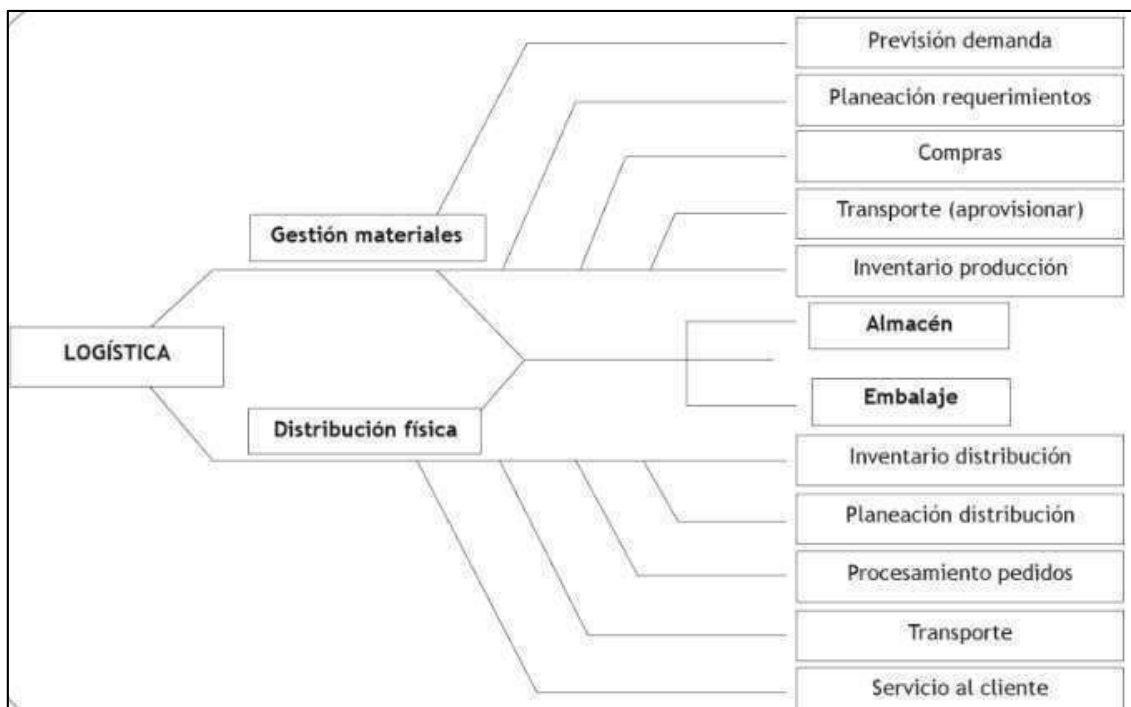 Previsión demanda
Planeación requerimientos
Compras
Transporte (aprovisionar)
Gestión materiales
Inventario producción
Almacén
LOGÍSTICA
Embalaje
Distribución física
Inventario distribución
Planeación distribución
Procesamiento pedidos
Transporte
Servicio al cliente